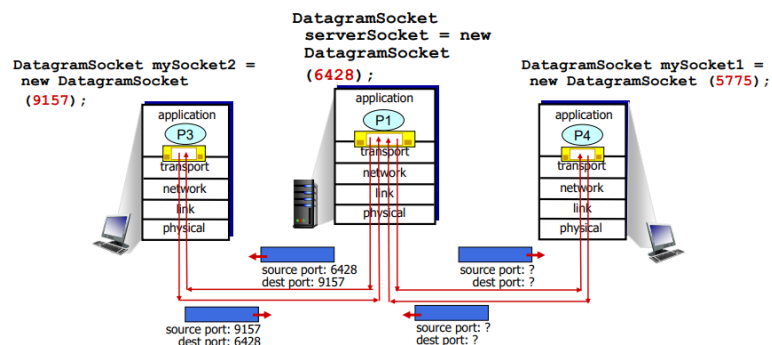 DatagramSocket
serverSocket = new
DatagramSocket
(6428);
DatagramSocket mySocket2 =
new DatagramSocket
(9157);
DatagramSocket mySocket1 =
new DatagramSocket (5775);
application
P3
transport
network
link
physical
application
P1
transport
network
link
physical
application
P4
transport
network
link
physical
source port: 6428
dest port: 9157
source port: ?
dest port: ?
source port: 9157
dest port: 6428
source port: ?
dest port: ?